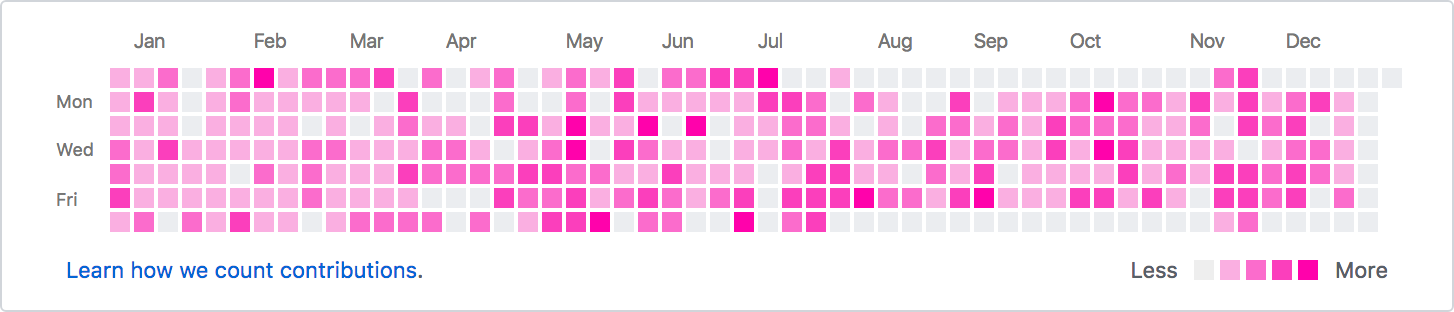 Jan Feb Mar Apr May Jun Jul Aug Sep Oct Nov Dec
Mon
Wed
Fri
Learn how we count contributions. Less More